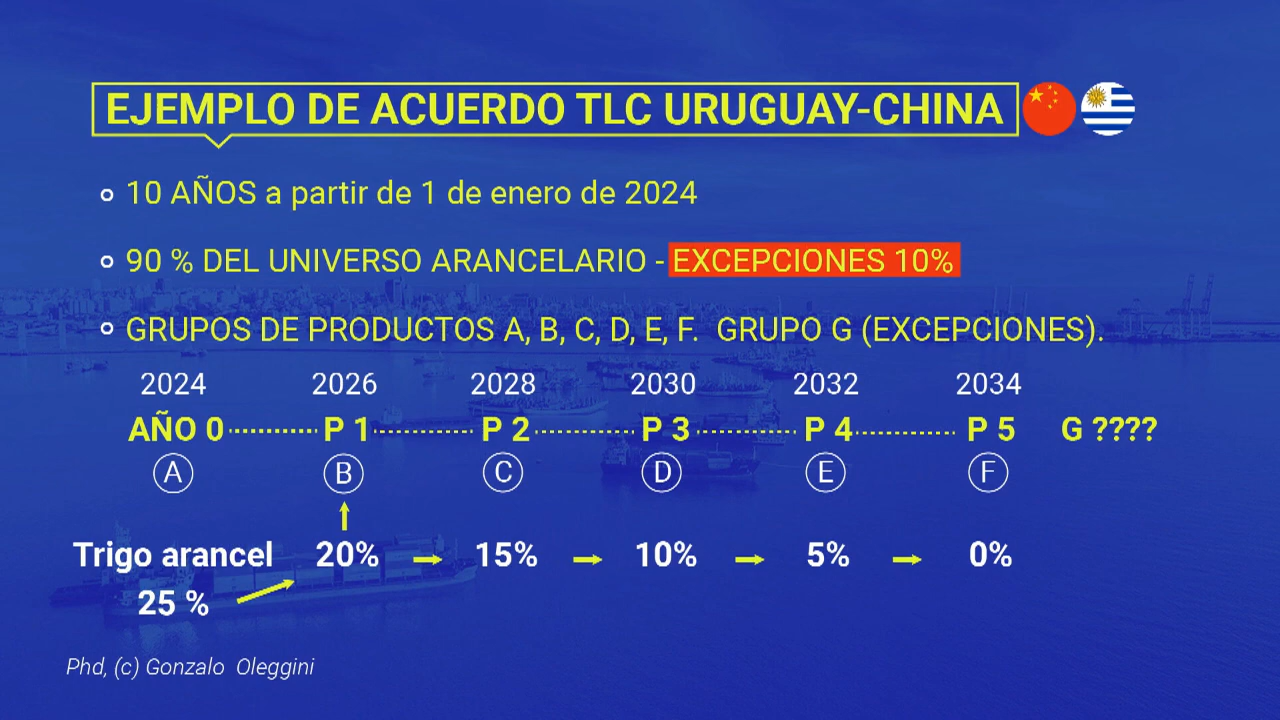 EJEMPLO DE ACUERDO TLC URUGUAY-CHINA
10 AÑOS a partir de 1 de enero de 2024
90 % DEL UNIVERSO ARANCELARIO - EXCEPCIONES 10%
GRUPOS DE PRODUCTOS A, B, C, D, E, F. GRUPO G (EXCEPCIONES).
2024 2026 2028 2030 2032 2034
AÑO 0 P 1 P 2 P 3 P 4 P 5 G ????
A B C D E F
Trigo arancel 20% 15% 10% 5% 0%
25 %
Phd, (c) Gonzalo Oleggini